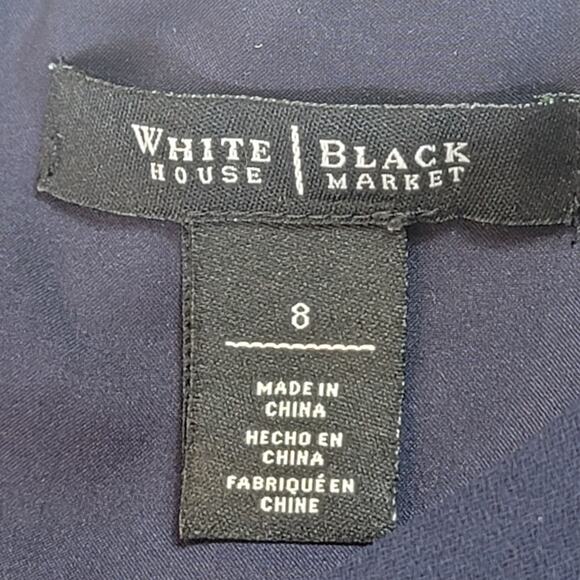 WHITE | BLACK
HOUSE | MARKET
8
MADE IN
CHINA
HECHO EN
CHINA
FABRIQUÉ EN
CHINE